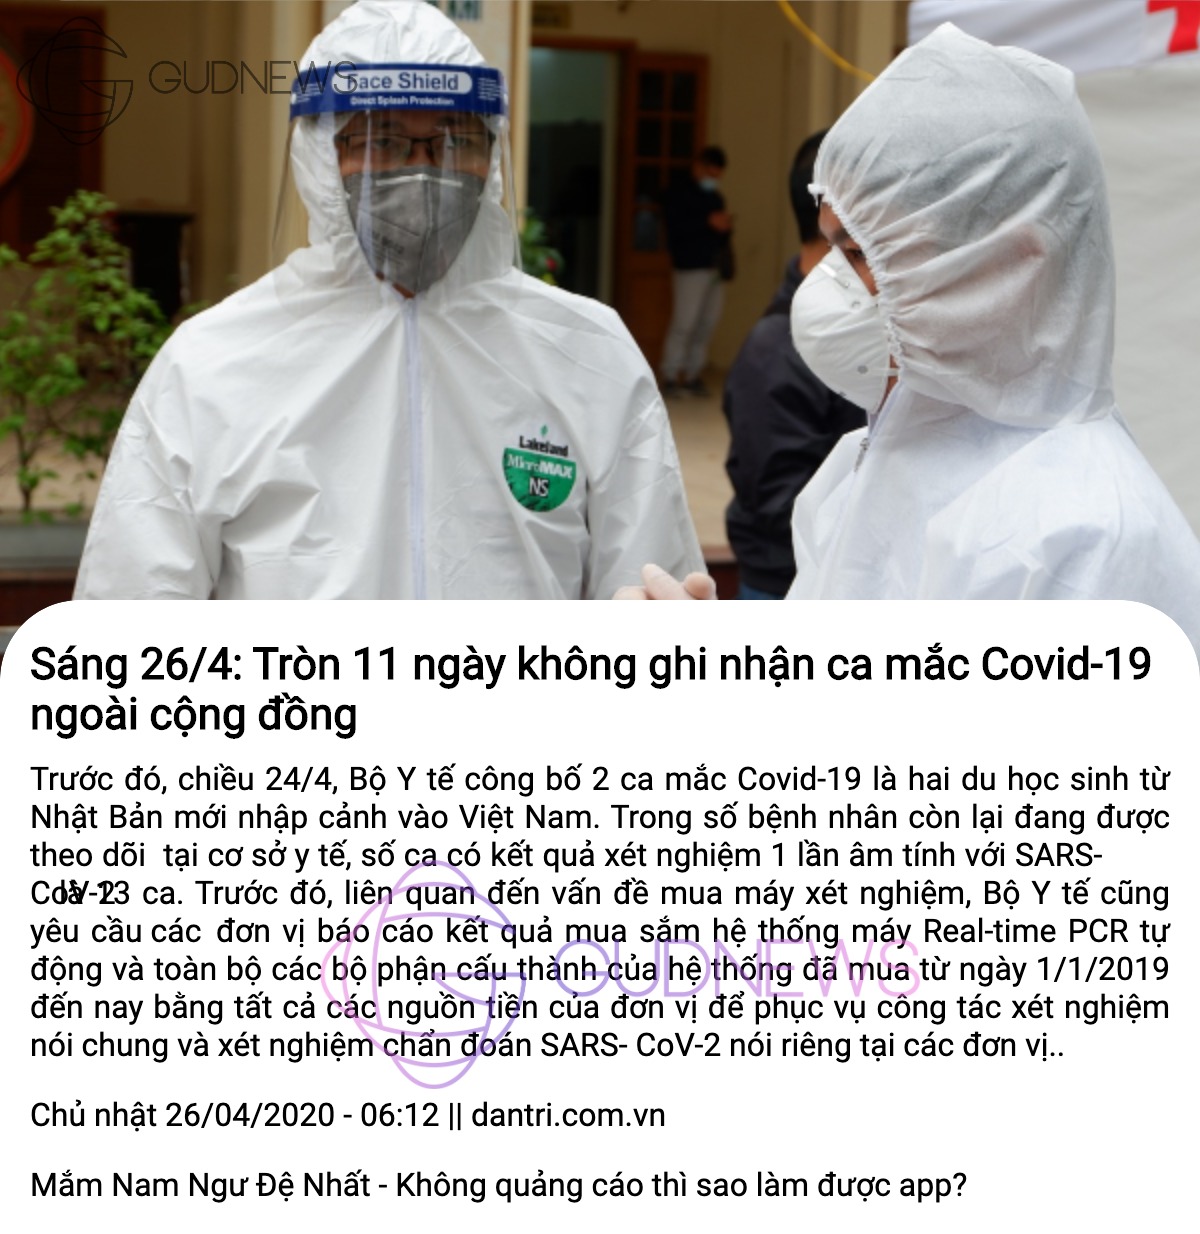 GUDNEWS
Face Shield
Direct Splash Protection
Lakeland
MicroMAX
NS
Sáng 26/4: Tròn 11 ngày không ghi nhận ca mắc Covid-19
ngoài cộng đồng
Trước đó, chiều 24/4, Bộ Y tế công bố 2 ca mắc Covid-19 là hai du học sinh từ
Nhật Bản mới nhập cảnh vào Việt Nam. Trong số bệnh nhân còn lại đang được
theo dõi tại cơ sở y tế, số ca có kết quả xét nghiệm 1 lần âm tính với SARS-
CoV-2 là 13 ca. Trước đó, liên quan đến vấn đề mua máy xét nghiệm, Bộ Y tế cũng
yêu cầu các đơn vị báo cáo kết quả mua sắm hệ thống máy Real-time PCR tự
động và toàn bộ các bộ phận cấu thành của hệ thống đã mua từ ngày 1/1/2019
đến nay bằng tất cả các nguồn tiền của đơn vị để phục vụ công tác xét nghiệm
nói chung và xét nghiệm chẩn đoán SARS- CoV-2 nói riêng tại các đơn vị..
GUDNEWS
Chủ nhật 26/04/2020 - 06:12 || dantri.com.vn
Mắm Nam Ngư Đệ Nhất - Không quảng cáo thì sao làm được app?